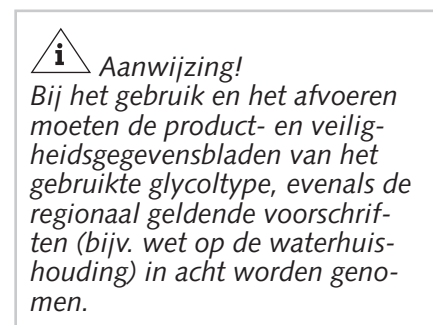 i Aanwijzing!
Bij het gebruik en het afvoeren
moeten de product- en veilig-
heidsgegevensbladen van het
gebruikte glycoltype, evenals de
regionaal geldende voorschrif-
ten (bijv. wet op de waterhuis-
houding) in acht worden geno-
men.